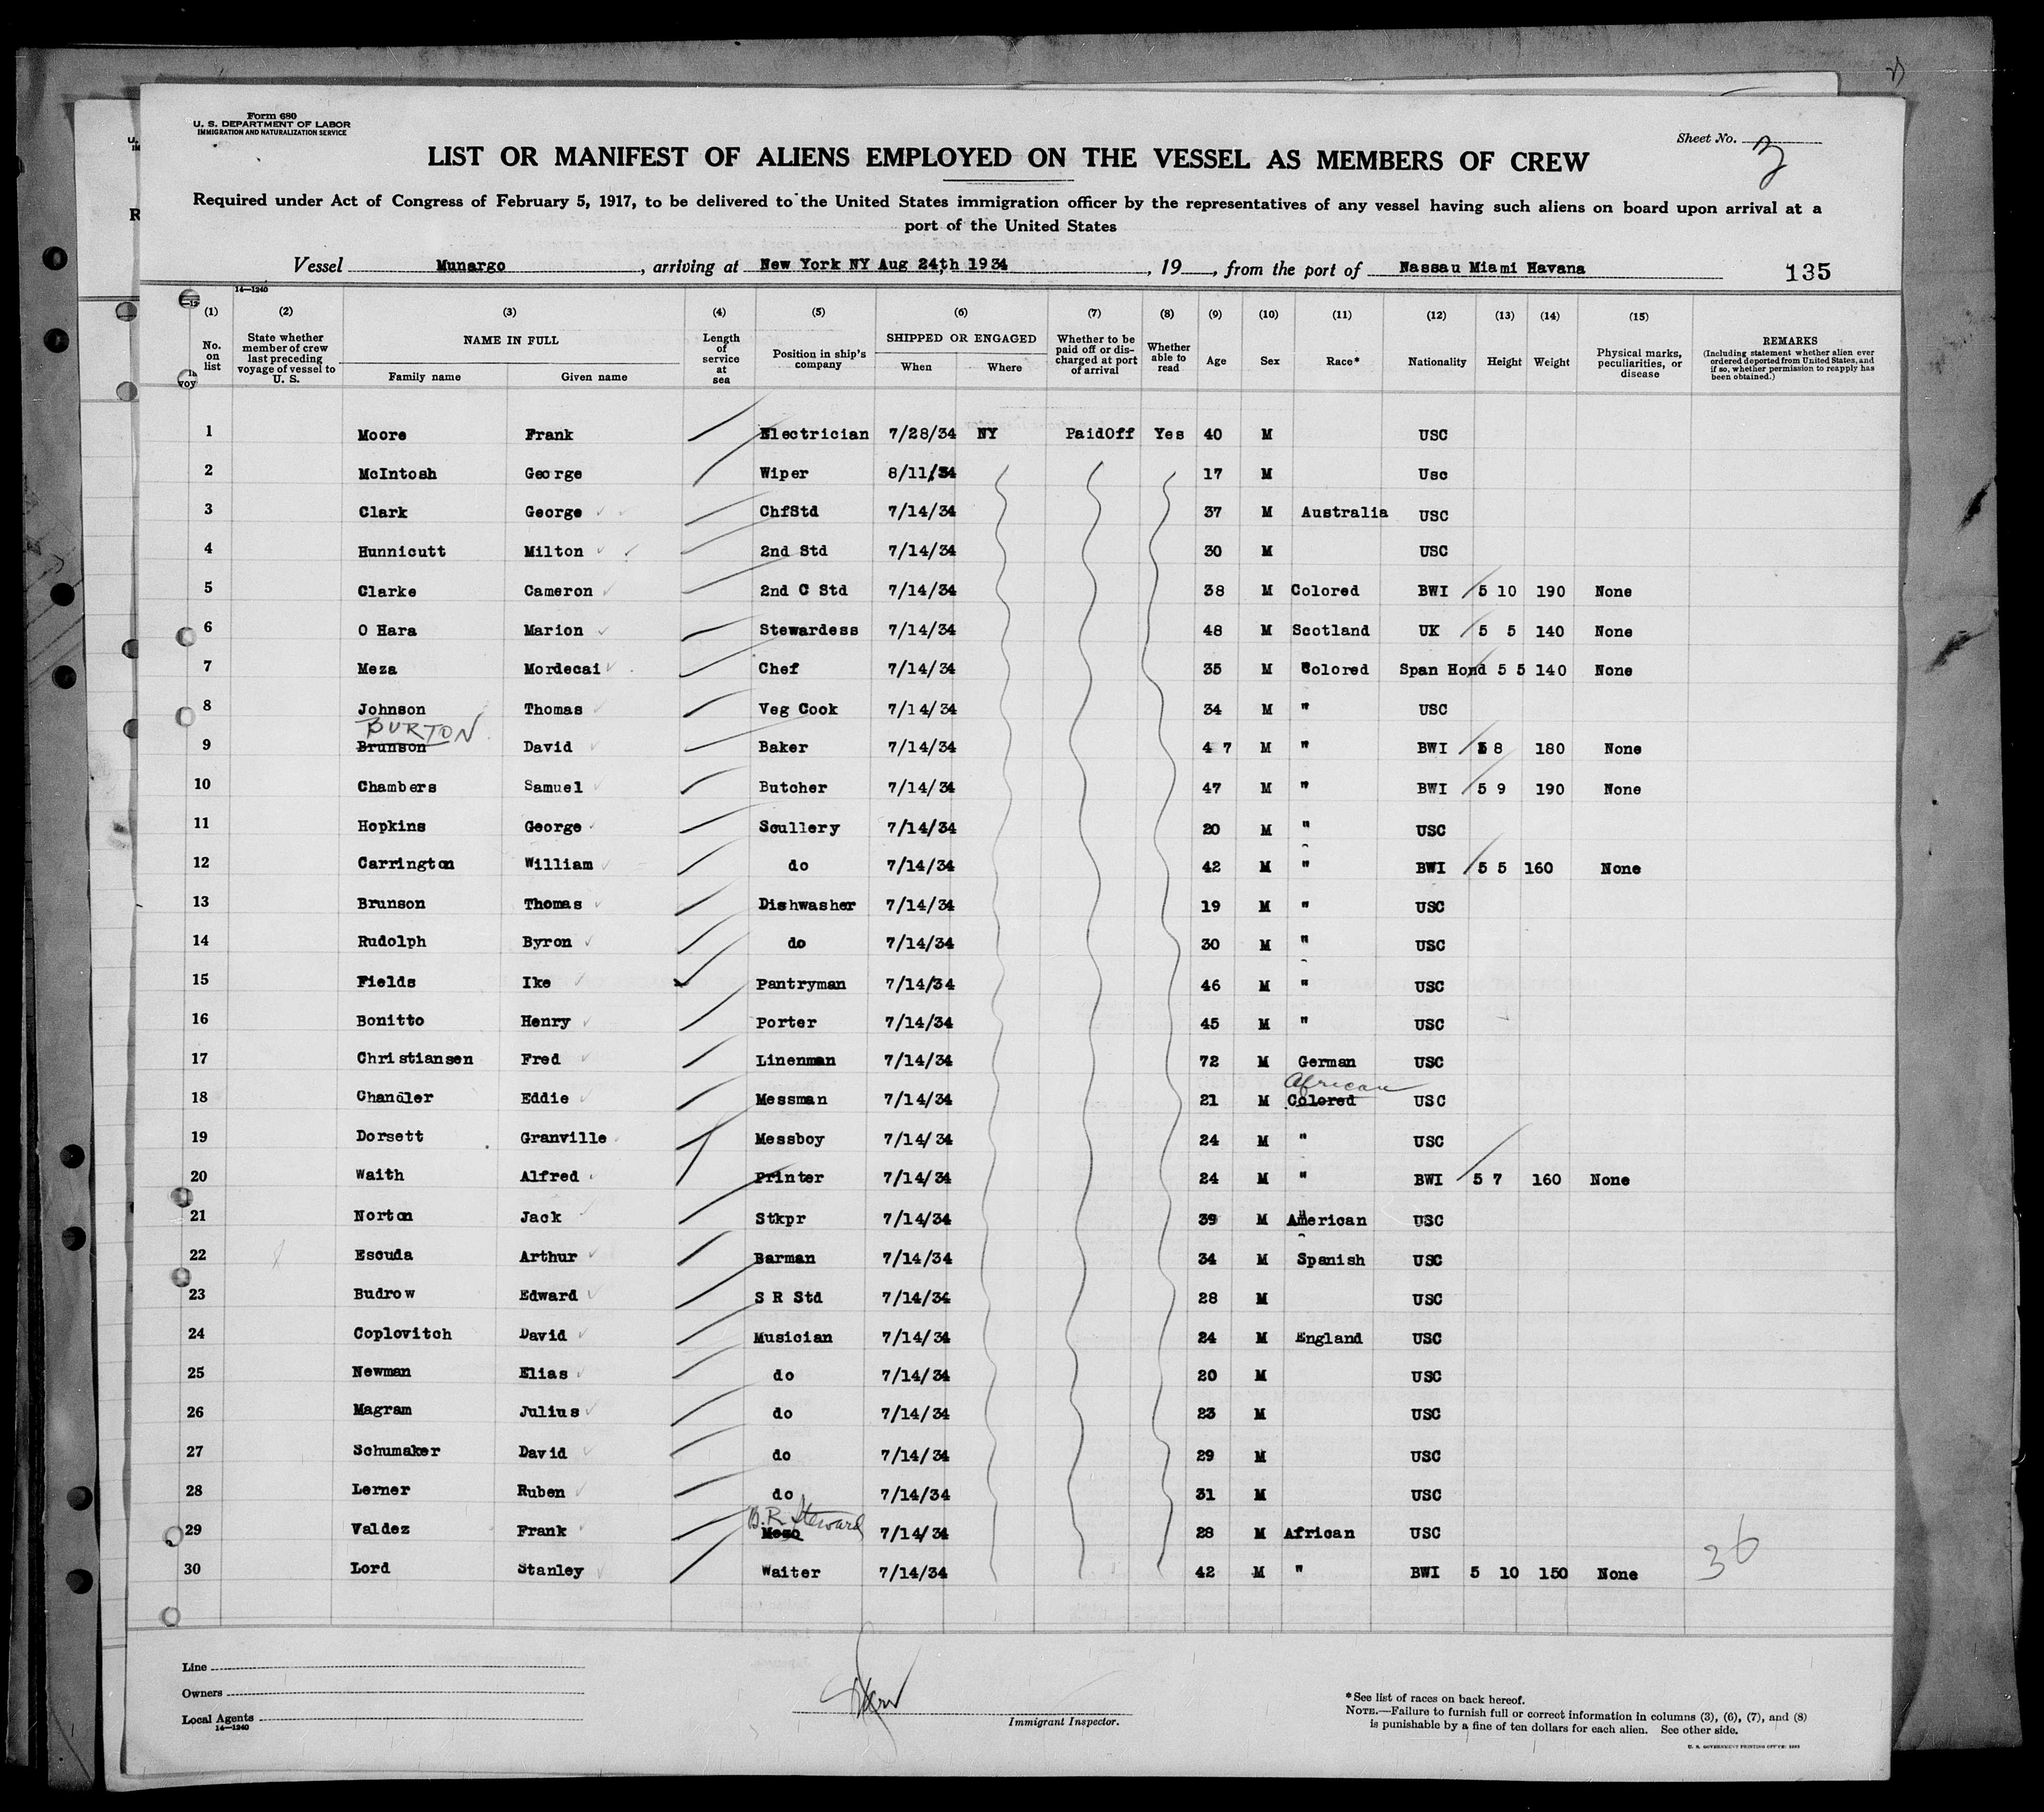 Form 680
U. S. DEPARTMENT OF LABOR
IMMIGRATION AND NATURALIZATION SERVICE
Sheet No. 3
LIST OR MANIFEST OF ALIENS EMPLOYED ON THE VESSEL AS MEMBERS OF CREW
Required under Act of Congress of February 5, 1917, to be delivered to the United States immigration officer by the representatives of any vessel having such aliens on board upon arrival at a
port of the United States
Vessel Munargo, arriving at New York NY Aug 24th 1934, 19, from the port of Nassau Miami Havana 135
14—1240
(1) (2) (3) (4) (5) (6) (7) (8) (9) (10) (11) (12) (13) (14) (15)
No. on list State whether member of crew last preceding voyage of vessel to U. S. NAME IN FULL Family name Given name Length of service at sea Position in ship's company SHIPPED OR ENGAGED When Where Whether to be paid off or discharged at port of arrival Whether able to read Age Sex Race* Nationality Height Weight Physical marks, peculiarities, or disease REMARKS (Including statement whether alien ever ordered deported from United States, and if so, whether permission to reapply has been obtained.)
1 Moore Frank Electrician 7/28/34 NY PaidOff Yes 40 M USC
2 McIntosh George Wiper 8/11/34 17 M Usc
3 Clark George ChfStd 7/14/34 37 M Australia USC
4 Hunnicutt Milton 2nd Std 7/14/34 30 M USC
5 Clarke Cameron 2nd C Std 7/14/34 38 M Colored BWI 5 10 190 None
6 O Hara Marion Stewardess 7/14/34 48 M Scotland UK 5 5 140 None
7 Meza Mordecai Chef 7/14/34 35 M Colored Span Hond 5 5 140 None
8 Johnson Thomas Veg Cook 7/14/34 34 M " USC
BURTON
9 Brunson David Baker 7/14/34 4 7 M " BWI 5 8 180 None
10 Chambers Samuel Butcher 7/14/34 47 M " BWI 5 9 190 None
11 Hopkins George Scullery 7/14/34 20 M " USC
12 Carrington William do 7/14/34 42 M " BWI 5 5 160 None
13 Brunson Thomas Dishwasher 7/14/34 19 M " USC
14 Rudolph Byron do 7/14/34 30 M " USC
15 Fields Ike Pantryman 7/14/34 46 M " USC
16 Bonitto Henry Porter 7/14/34 45 M " USC
17 Christiansen Fred Linenman 7/14/34 72 M German USC
African
18 Chandler Eddie Messman 7/14/34 21 M Colored USC
19 Dorsett Granville Messboy 7/14/34 24 M " USC
20 Waith Alfred Printer 7/14/34 24 M " BWI 5 7 160 None
21 Norton Jack Stkpr 7/14/34 39 M American USC
22 Escuda Arthur Barman 7/14/34 34 M Spanish USC
23 Budrow Edward S R Std 7/14/34 28 M USC
24 Coplovitch David Musician 7/14/34 24 M England USC
25 Newman Elias do 7/14/34 20 M USC
26 Magram Julius do 7/14/34 23 M USC
27 Schumaker David do 7/14/34 29 M USC
28 Lerner Ruben do 7/14/34 31 M USC
B.R. Steward
29 Valdez Frank 7/14/34 28 M African USC
30 Lord Stanley Waiter 7/14/34 42 M " BWI 5 10 150 None
36
Line
Owners
Local Agents
14—1240
Immigrant Inspector.
*See list of races on back hereof.
NOTE.—Failure to furnish full or correct information in columns (3), (6), (7), and (8)
is punishable by a fine of ten dollars for each alien. See other side.